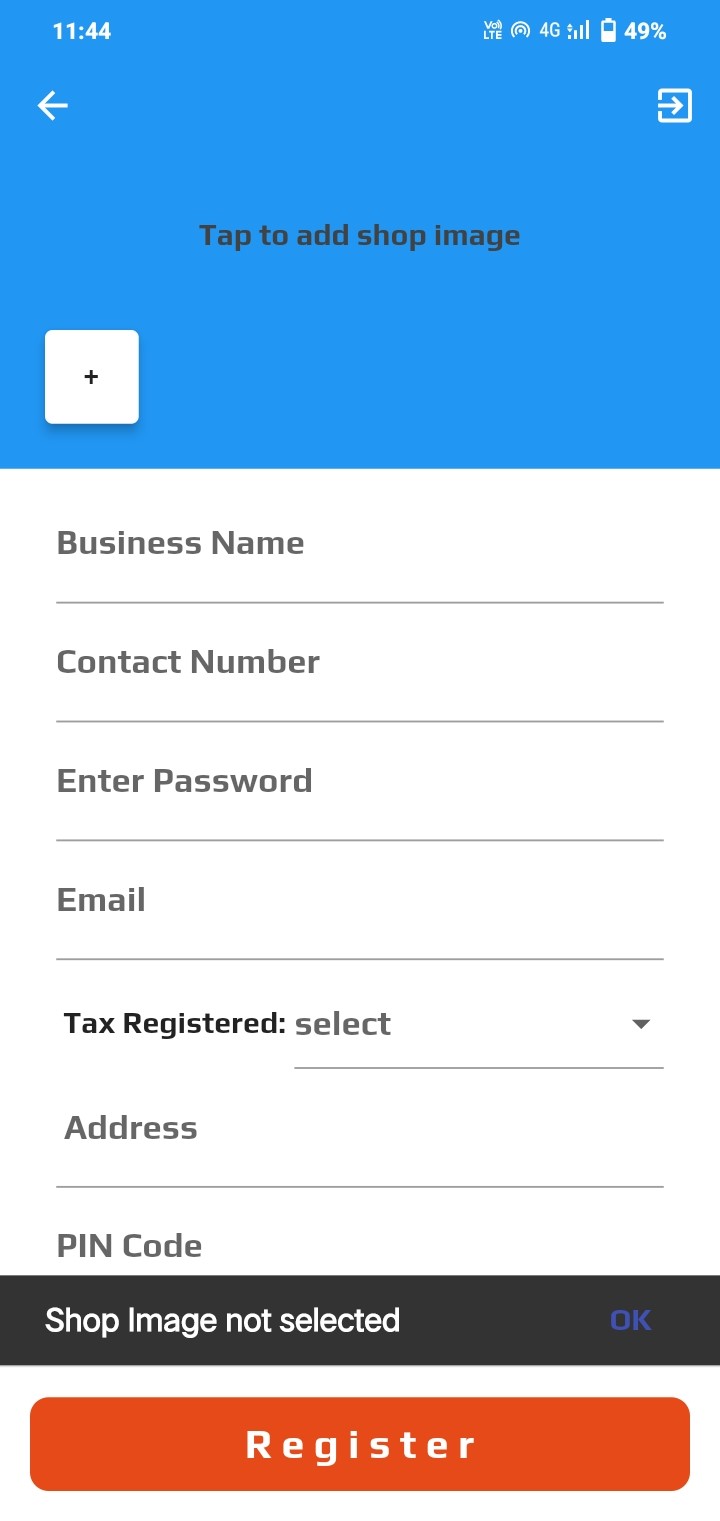 11:44 Vo) LTE 4G 49%
Tap to add shop image
+
Business Name
Contact Number
Enter Password
Email
Tax Registered: select
Address
PIN Code
Shop Image not selected OK
Register